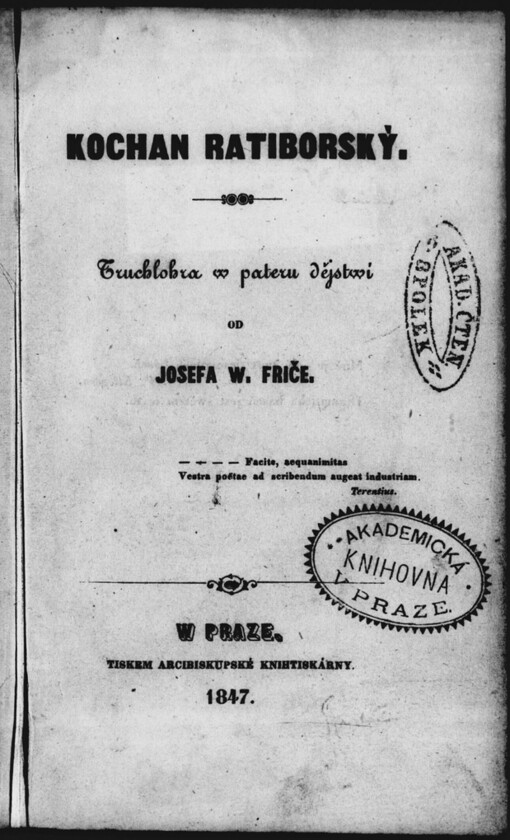 KOCHAN RATIBORSKÝ.
Truchlohra w pateru dějstwí
OD
JOSEFA W. FRIČE.
AKAD. ČTEN
SPOLEK
— — — — Facite, aequanimitas
Vestra poëtae ad scribendum augeat industriam.
Terentius.
AKADEMICKÁ
KNIHOVNA
V PRAZE.
W PRAZE.
TISKEM ARCIBISKUPSKÉ KNIHTISKÁRNY.
1847.